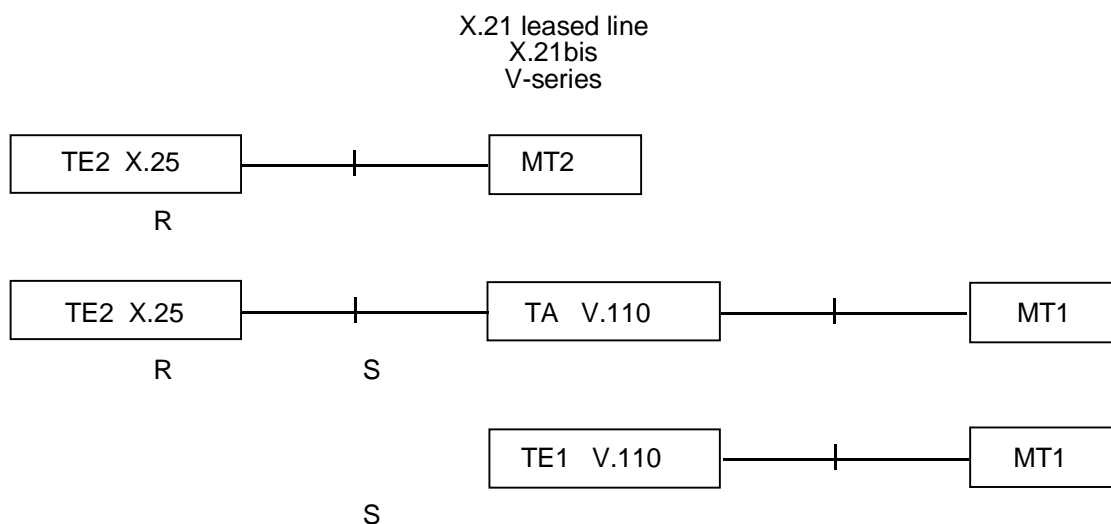 X.21 leased line
X.21bis
V-series
TE2 X.25 MT2
R
TE2 X.25 TA V.110 MT1
R S
TE1 V.110 MT1
S